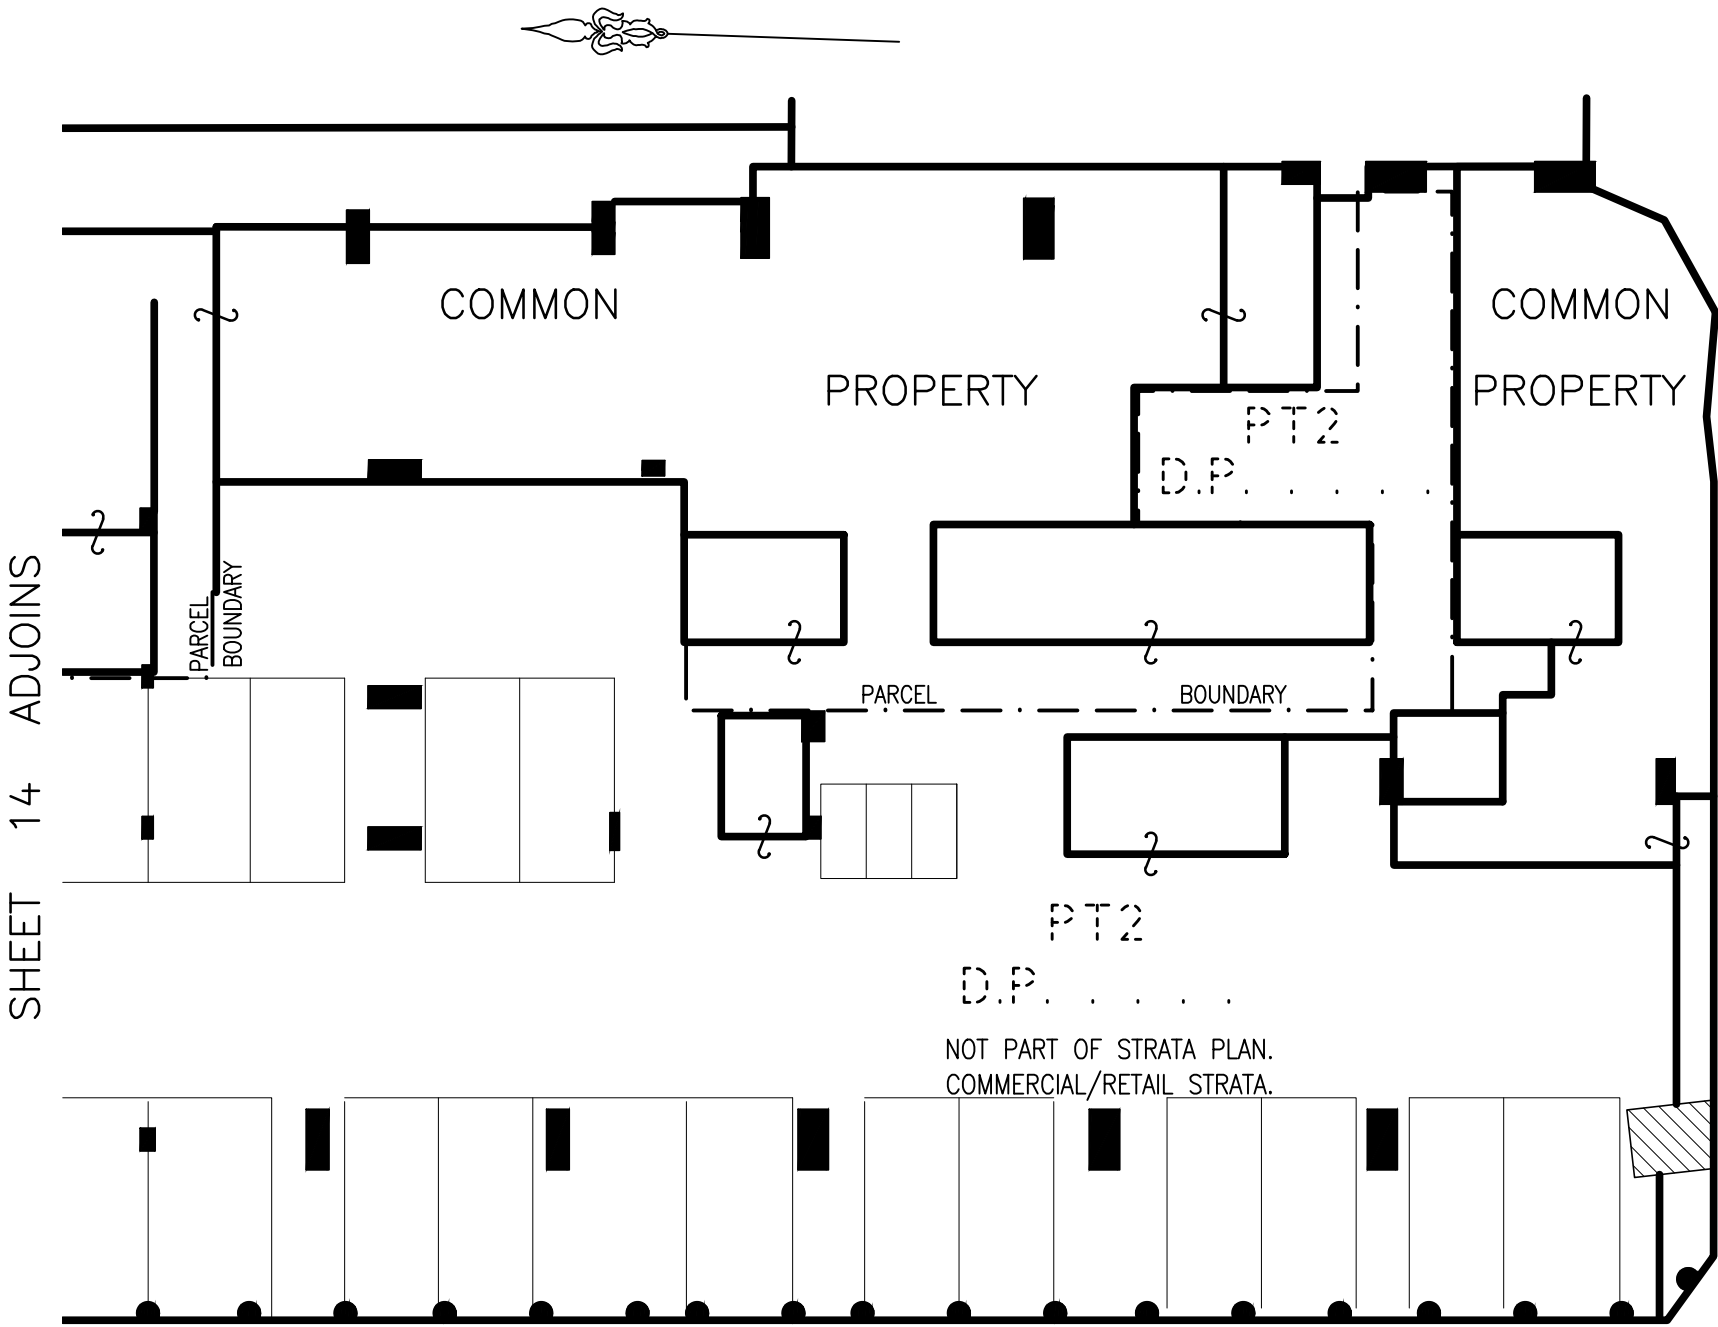 COMMON
COMMON
PROPERTY
PROPERTY
PT2
D.P. . . . .
PARCEL
BOUNDARY
SHEET 14 ADJOINS
PARCEL BOUNDARY
PT2
D.P. . . . .
NOT PART OF STRATA PLAN.
COMMERCIAL/RETAIL STRATA.